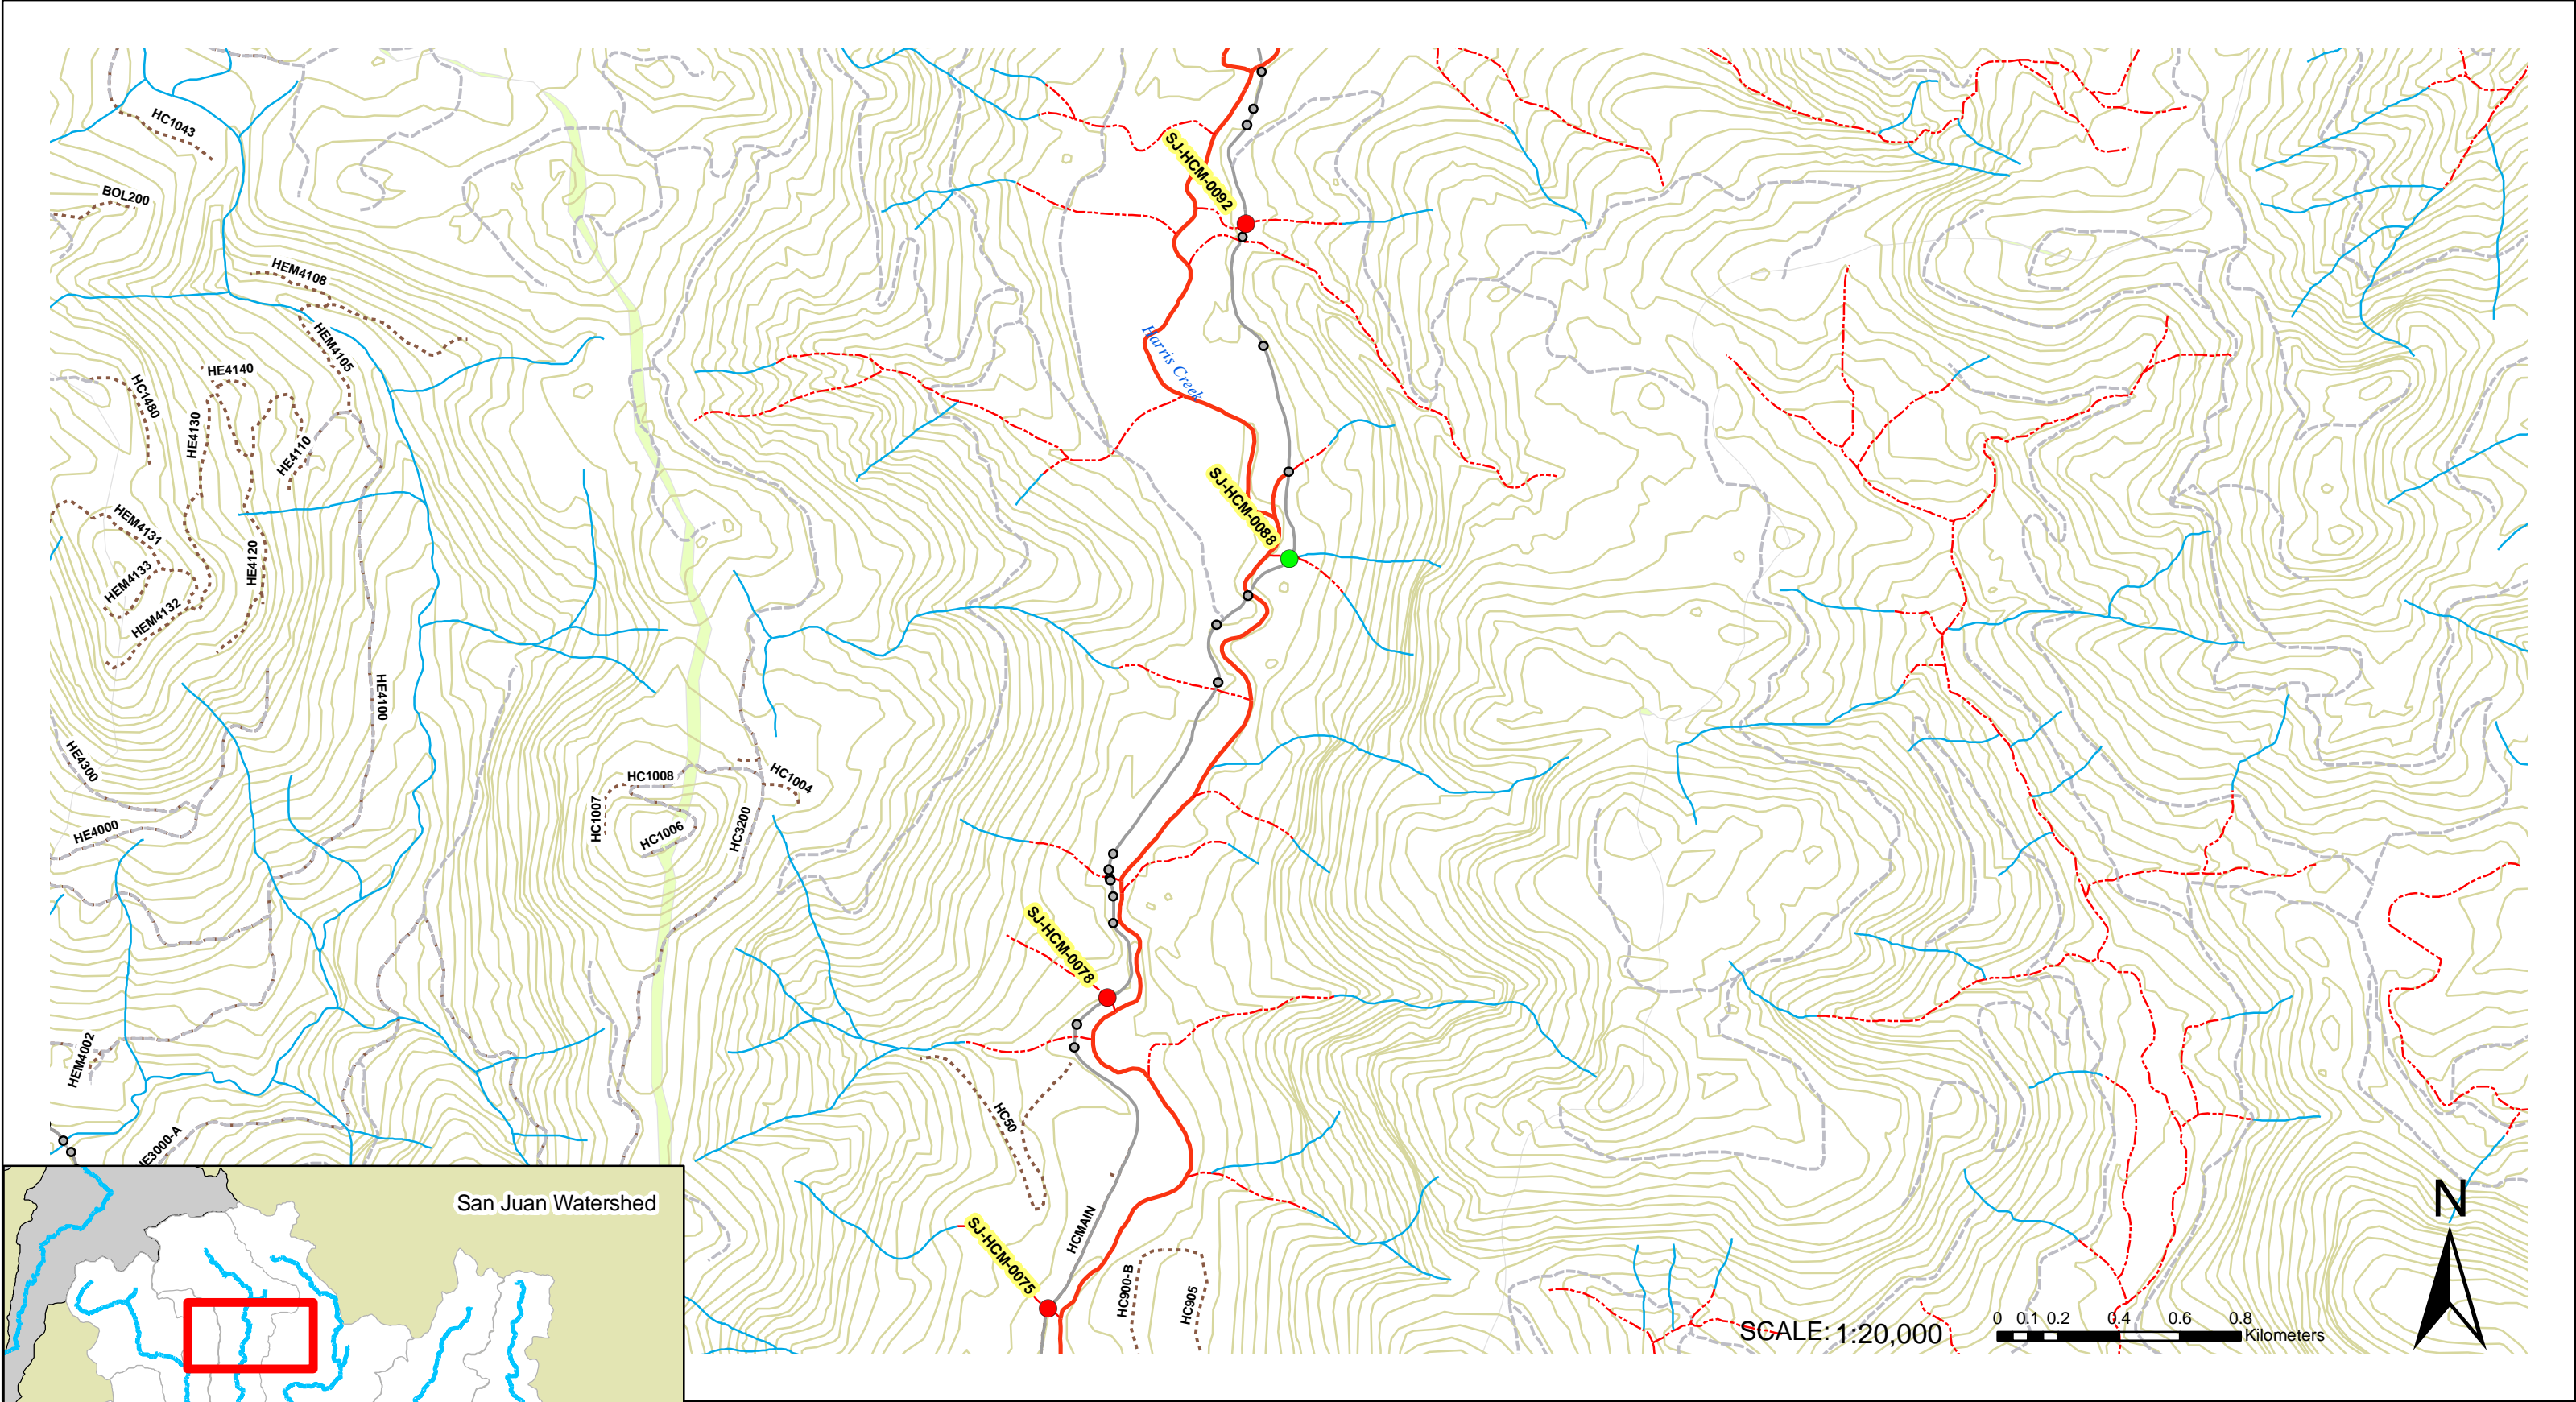 HC1043
SJ-HCM-0092
BOL200
HEM4108
HEM4105
Harris Creek
HE4140
HC1480
HE4130
HE4110
SJ-HCM-0088
HEM4131
HE4120
HEM4133
HEM4132
HE4100
HE4300
HC1008
HC1004
HC1007
HC1006
HC3200
HE4000
SJ-HCM-0078
HEM4002
HC50
HE3000-A
San Juan Watershed
N
HCMAIN
SJ-HCM-0075
HC900-B
HC905
0 0.1 0.2 0.4 0.6 0.8
SCALE: 1:20,000
Kilometers